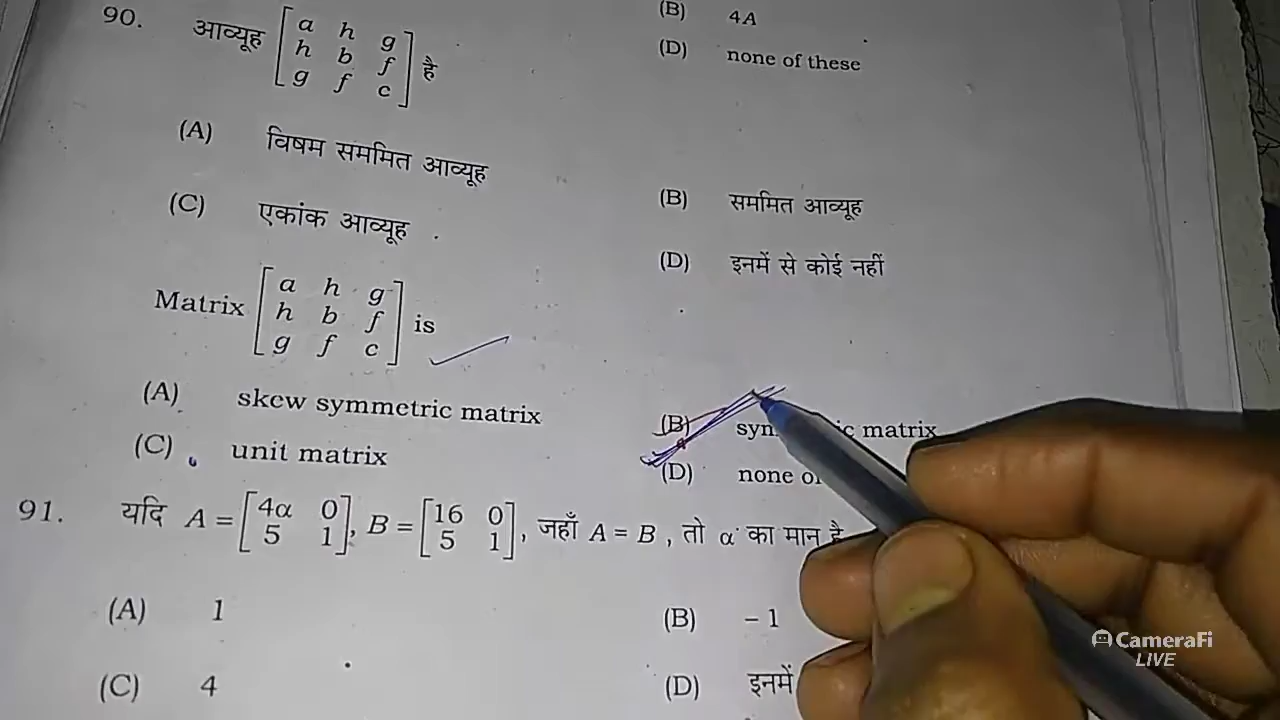 (B) 4A
90. आव्यूह [ a h g
h b f
g f c ] है
(D) none of these
(A) विषम सममित आव्यूह
(B) सममित आव्यूह
(C) एकांक आव्यूह
(D) इनमें से कोई नहीं
Matrix [ a h g
h b f
g f c ] is
(A) skew symmetric matrix
(B) matrix
(C) unit matrix
(D) none
91. यदि A = [ 4α 0
5 1 ], B = [ 16 0
5 1 ], जहाँ A = B, तो α का मान है
(A) 1
(B) – 1
(C) 4
(D) इनमें
CameraFi
LIVE